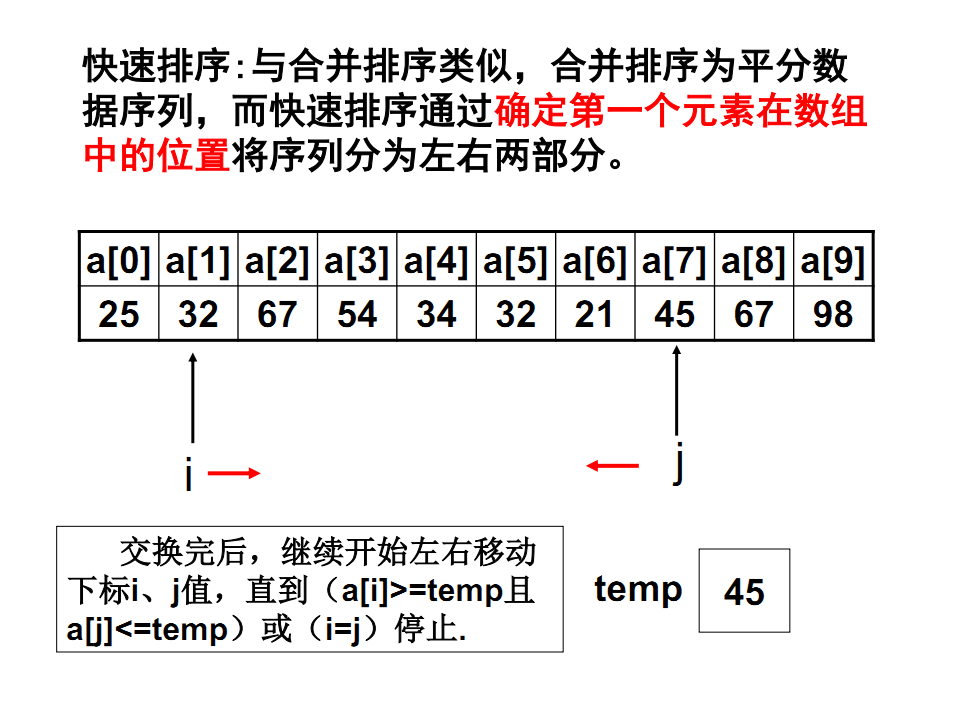 快速排序:与合并排序类似，合并排序为平分数
据序列，而快速排序通过确定第一个元素在数组
中的位置将序列分为左右两部分。
a[0] a[1] a[2] a[3] a[4] a[5] a[6] a[7] a[8] a[9]
25 32 67 54 34 32 21 45 67 98
i j
交换完后，继续开始左右移动
下标i、j值，直到（a[i]>=temp且
a[j]<=temp）或（i=j）停止.
temp 45